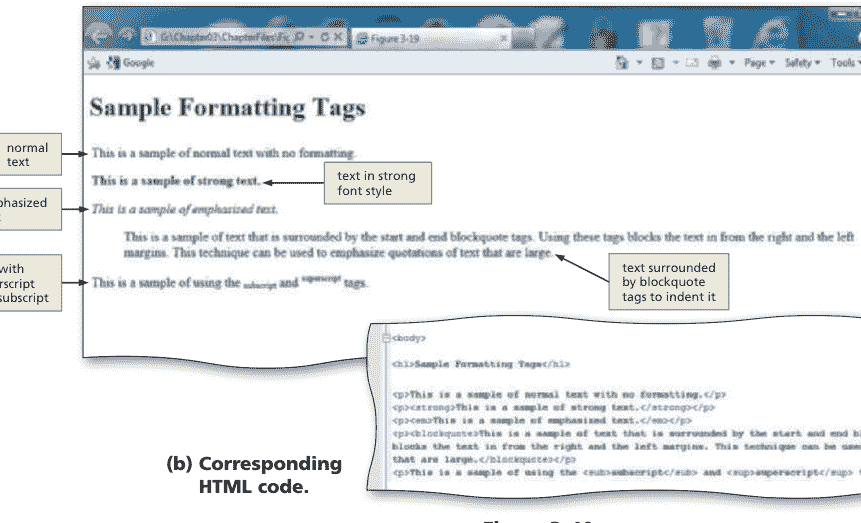 G:\Chapter03\ChapterFiles\Fig
Figure 3-19
Google
Page Safety Tools
Sample Formatting Tags
normal
text
This is a sample of normal text with no formatting.
This is a sample of strong text.
text in strong
font style
phasized
This is a sample of emphasized text.
This is a sample of text that is surrounded by the start and end blockquote tags. Using these tags blocks the text in from the right and the left
margins. This technique can be used to emphasize quotations of text that are large.
with
rscript
subscript
This is a sample of using the subscript and superscript tags.
text surrounded
by blockquote
tags to indent it
<body>
<h1>Sample Formatting Tags</h1>
<p>This is a sample of normal text with no formatting.</p>
<p><strong>This is a sample of strong text.</strong></p>
<p><em>This is a sample of emphasized text.</em></p>
<p><blockquote>This is a sample of text that is surrounded by the start and end bl
blocks the text in from the right and the left margins. This technique can be use
that are large.</blockquote></p>
<p>This is a sample of using the <sub>subscript</sub> and <sup>superscript</sup>
(b) Corresponding
HTML code.